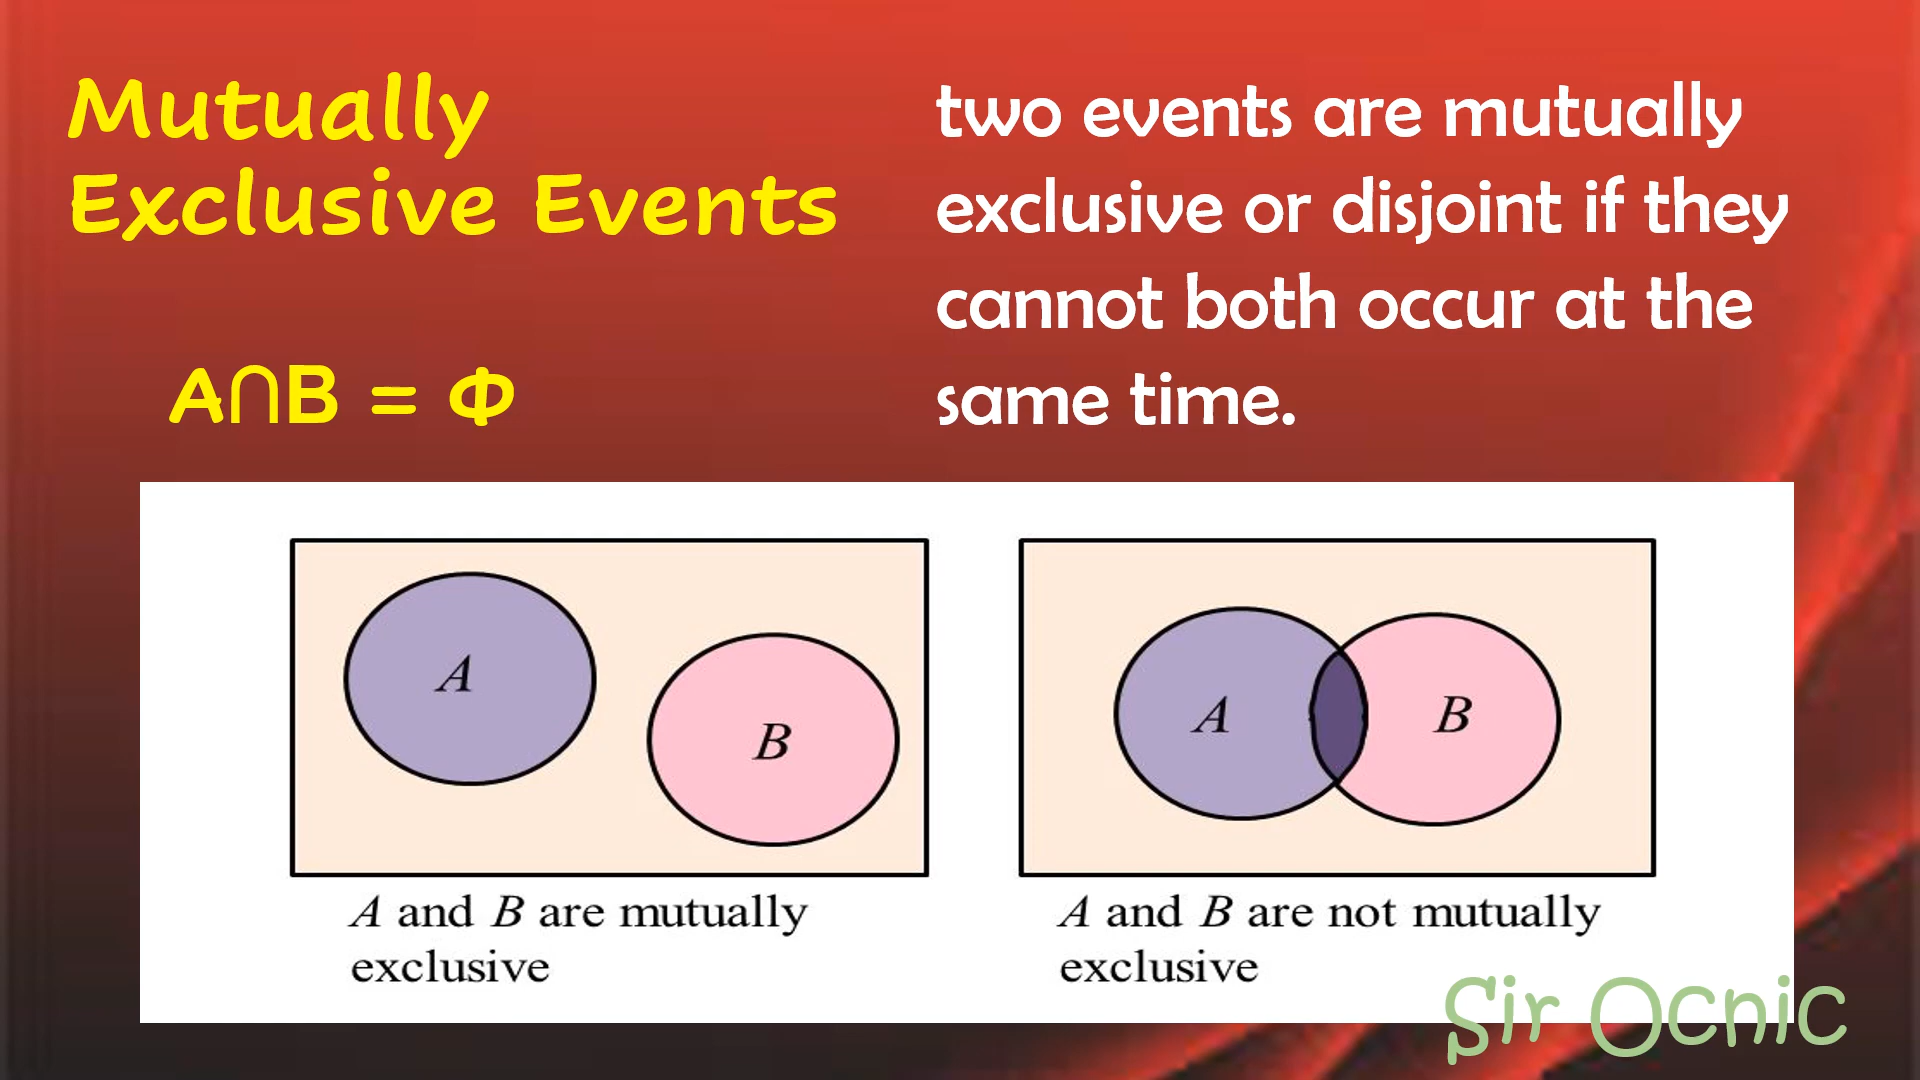 Mutually
Exclusive Events
A∩B = Φ
two events are mutually
exclusive or disjoint if they
cannot both occur at the
same time.
A
B
A and B are mutually
exclusive
A
B
A and B are not mutually
exclusive
Sir Ocnic